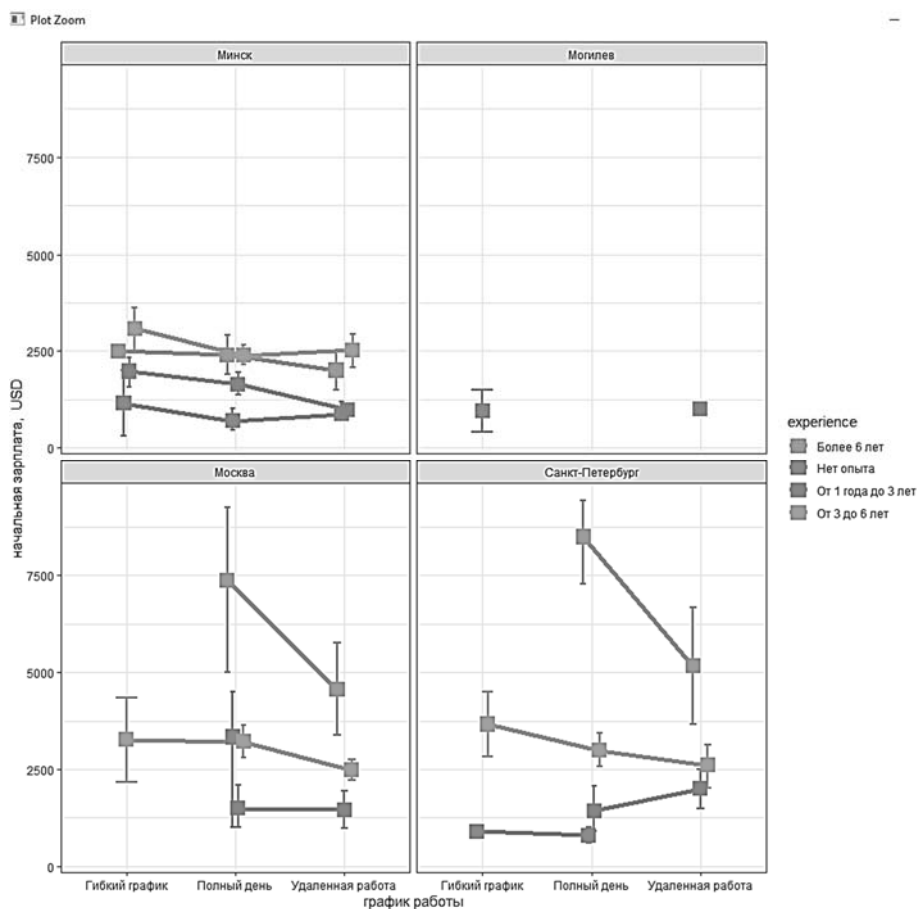 Plot Zoom
Минск
Могилев
7500
5000
2500
0
Москва
Санкт-Петербург
7500
5000
2500
0
начальная зарплата, USD
Гибкий график
Полный день
Удаленная работа
Гибкий график
Полный день
Удаленная работа
график работы
experience
Более 6 лет
Нет опыта
От 1 года до 3 лет
От 3 до 6 лет